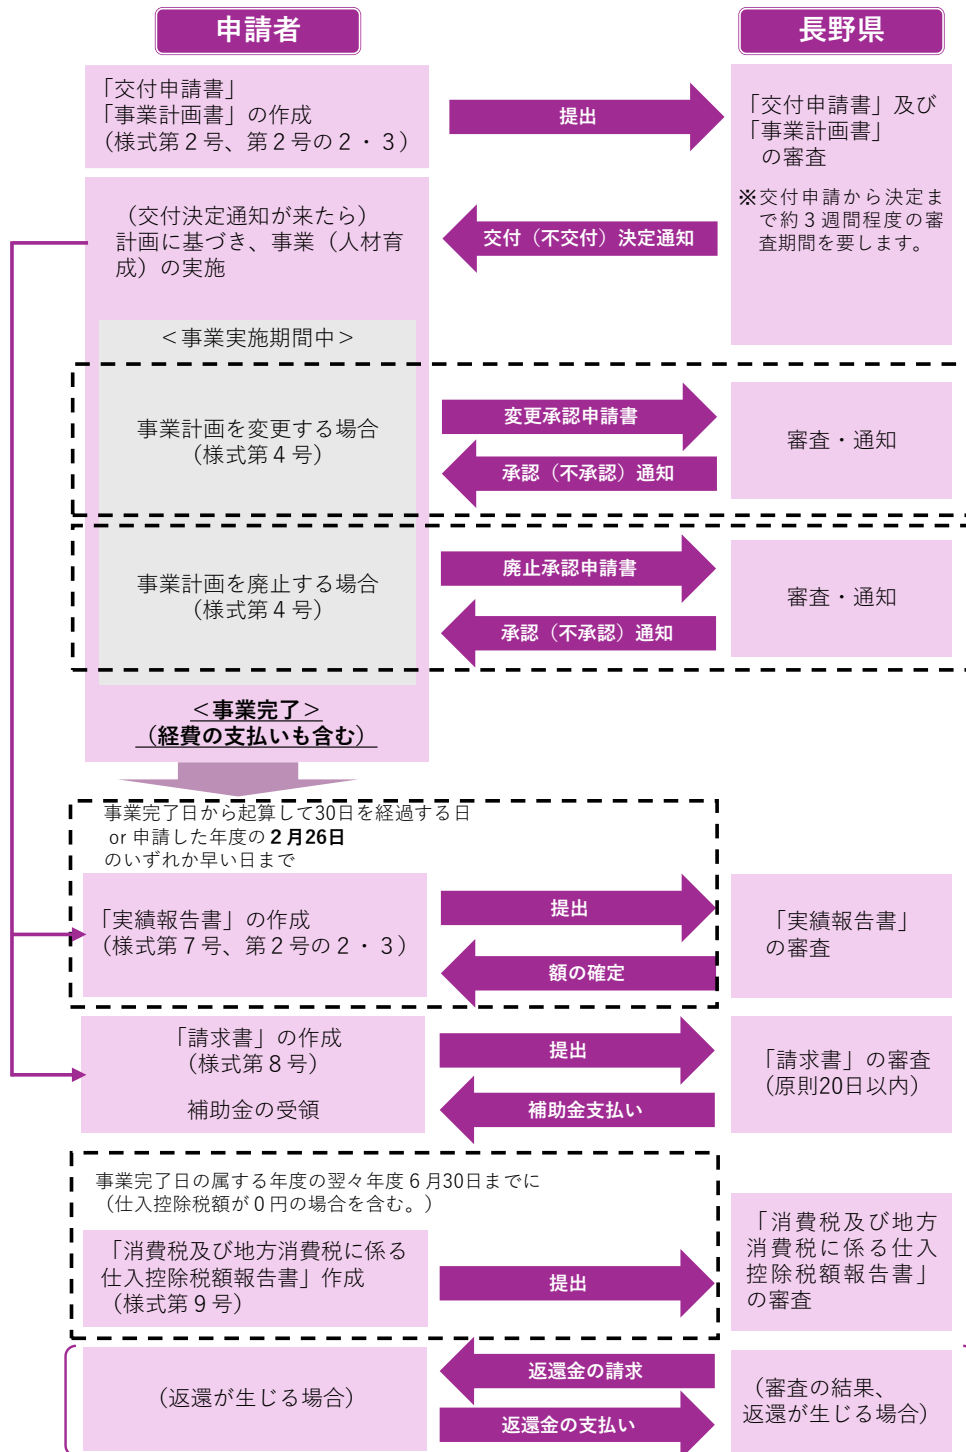 申請者
長野県
「交付申請書」
「事業計画書」の作成
（様式第２号、第２号の２・３）
提出
「交付申請書」及び
「事業計画書」
の審査
※交付申請から決定ま
で約３週間程度の審
査期間を要します。
（交付決定通知が来たら）
計画に基づき、事業（人材育
成）の実施
交付（不交付）決定通知
＜事業実施期間中＞
事業計画を変更する場合
（様式第４号）
変更承認申請書
承認（不承認）通知
審査・通知
事業計画を廃止する場合
（様式第４号）
廃止承認申請書
承認（不承認）通知
審査・通知
＜事業完了＞
（経費の支払いも含む）
事業完了日から起算して30日を経過する日
or 申請した年度の２月26日
のいずれか早い日まで
「実績報告書」の作成
（様式第７号、第２号の２・３）
提出
額の確定
「実績報告書」
の審査
「請求書」の作成
（様式第８号）
補助金の受領
提出
補助金支払い
「請求書」の審査
（原則20日以内）
事業完了日の属する年度の翌々年度６月30日までに
（仕入控除税額が０円の場合を含む。）
「消費税及び地方消費税に係る
仕入控除税額報告書」作成
（様式第９号）
提出
「消費税及び地方
消費税に係る仕入
控除税額報告書」
の審査
（返還が生じる場合）
返還金の請求
返還金の支払い
（審査の結果、
返還が生じる場合）